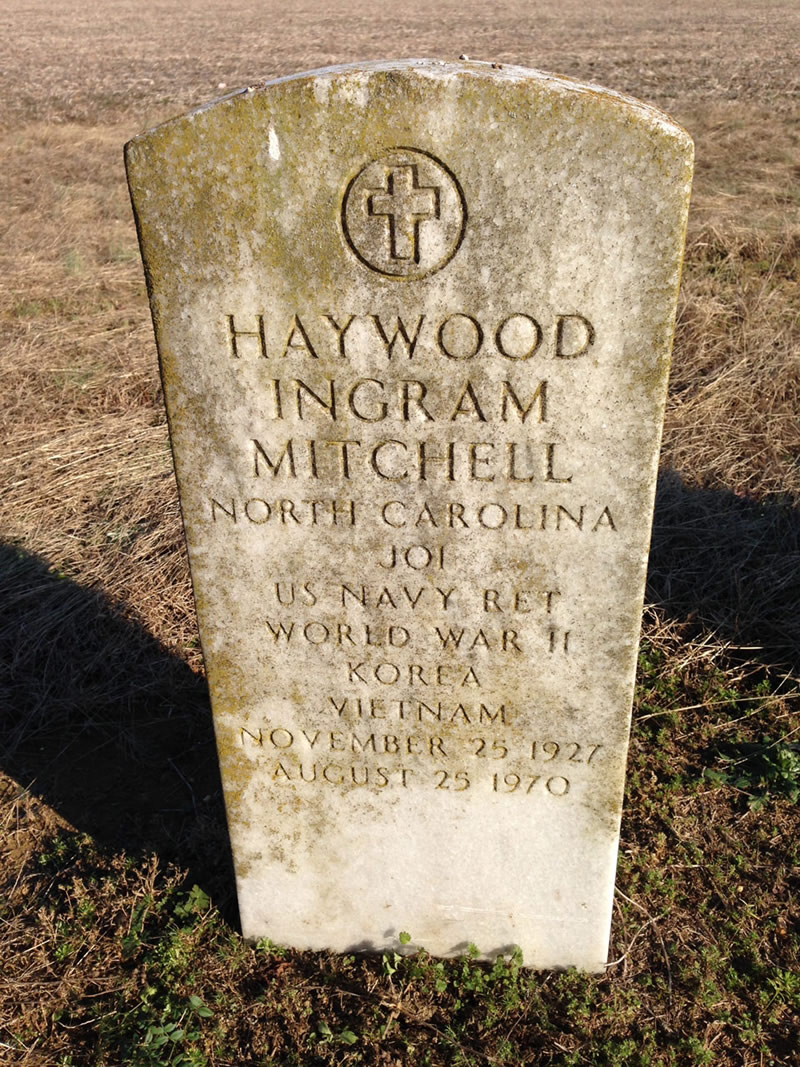 HAYWOOD
INGRAM
MITCHELL
NORTH CAROLINA
JO1
US NAVY RET
WORLD WAR II
KOREA
VIETNAM
NOVEMBER 25 1927
AUGUST 25 1970